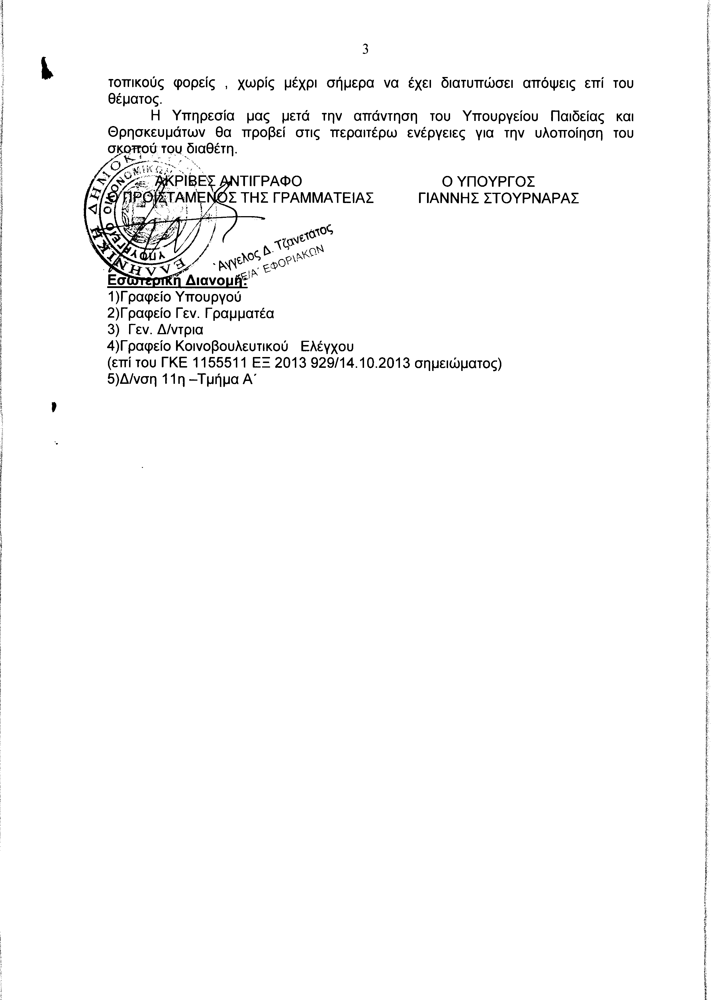 3
τοπικούς φορείς , χωρίς μέχρι σήμερα να έχει διατυπώσει απόψεις επί του
θέματος.
Η Υπηρεσία μας μετά την απάντηση του Υπουργείου Παιδείας και
Θρησκευμάτων θα προβεί στις περαιτέρω ενέργειες για την υλοποίηση του
σκοπού του διαθέτη.
ΑΚΡΙΒΕΣ ΑΝΤΙΓΡΑΦΟ
Ο ΠΡΟΪΣΤΑΜΕΝΟΣ ΤΗΣ ΓΡΑΜΜΑΤΕΙΑΣ
Ο ΥΠΟΥΡΓΟΣ
ΓΙΑΝΝΗΣ ΣΤΟΥΡΝΑΡΑΣ
ΕΛΛΗΝΙΚΗ ΔΗΜΟΚ
ΥΠΟΥΡΓΕΙΟ ΟΙΚΟΝΟΜΙΚΩΝ
Άγγελος Δ. Τζανετάτος
ΠΕ/Α΄ ΕΦΟΡΙΑΚΩΝ
Εσωτερική Διανομή:
1)Γραφείο Υπουργού
2)Γραφείο Γεν. Γραμματέα
3) Γεν. Δ/ντρια
4)Γραφείο Κοινοβουλευτικού Ελέγχου
(επί του ΓΚΕ 1155511 ΕΞ 2013 929/14.10.2013 σημειώματος)
5)Δ/νση 11η –Τμήμα Α΄